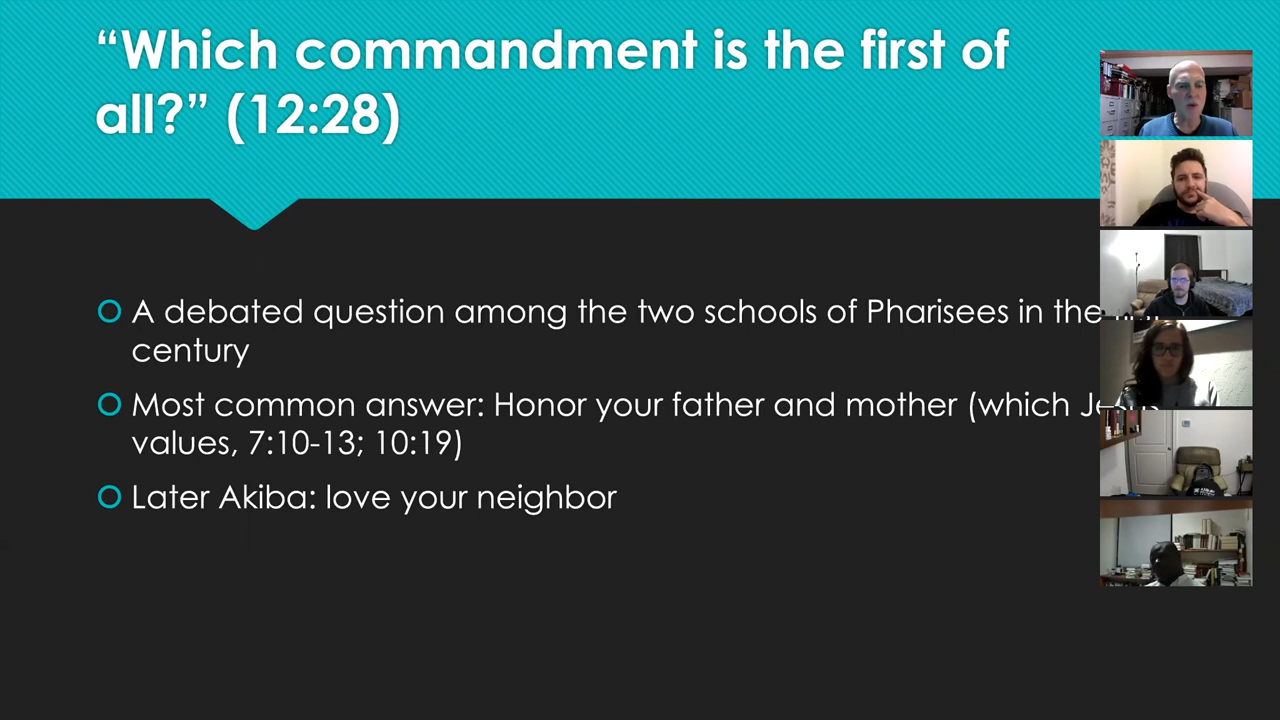 “Which commandment is the first of
all?” (12:28)
A debated question among the two schools of Pharisees in the
century
Most common answer: Honor your father and mother (which Jesus
values, 7:10-13; 10:19)
Later Akiba: love your neighbor